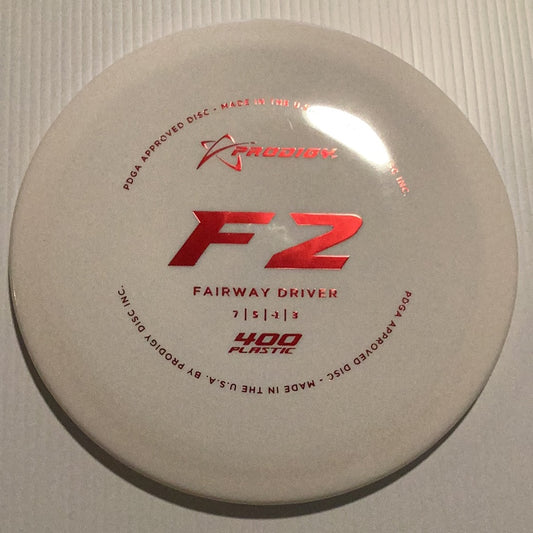 PDGA APPROVED DISC - MADE IN THE U.S
INC.
PRODIGY
F2
FAIRWAY DRIVER
7 | 5 | -1 | 3
400
PLASTIC
PDGA APPROVED DISC - MADE IN THE U.S.A. BY PRODIGY DISC INC.